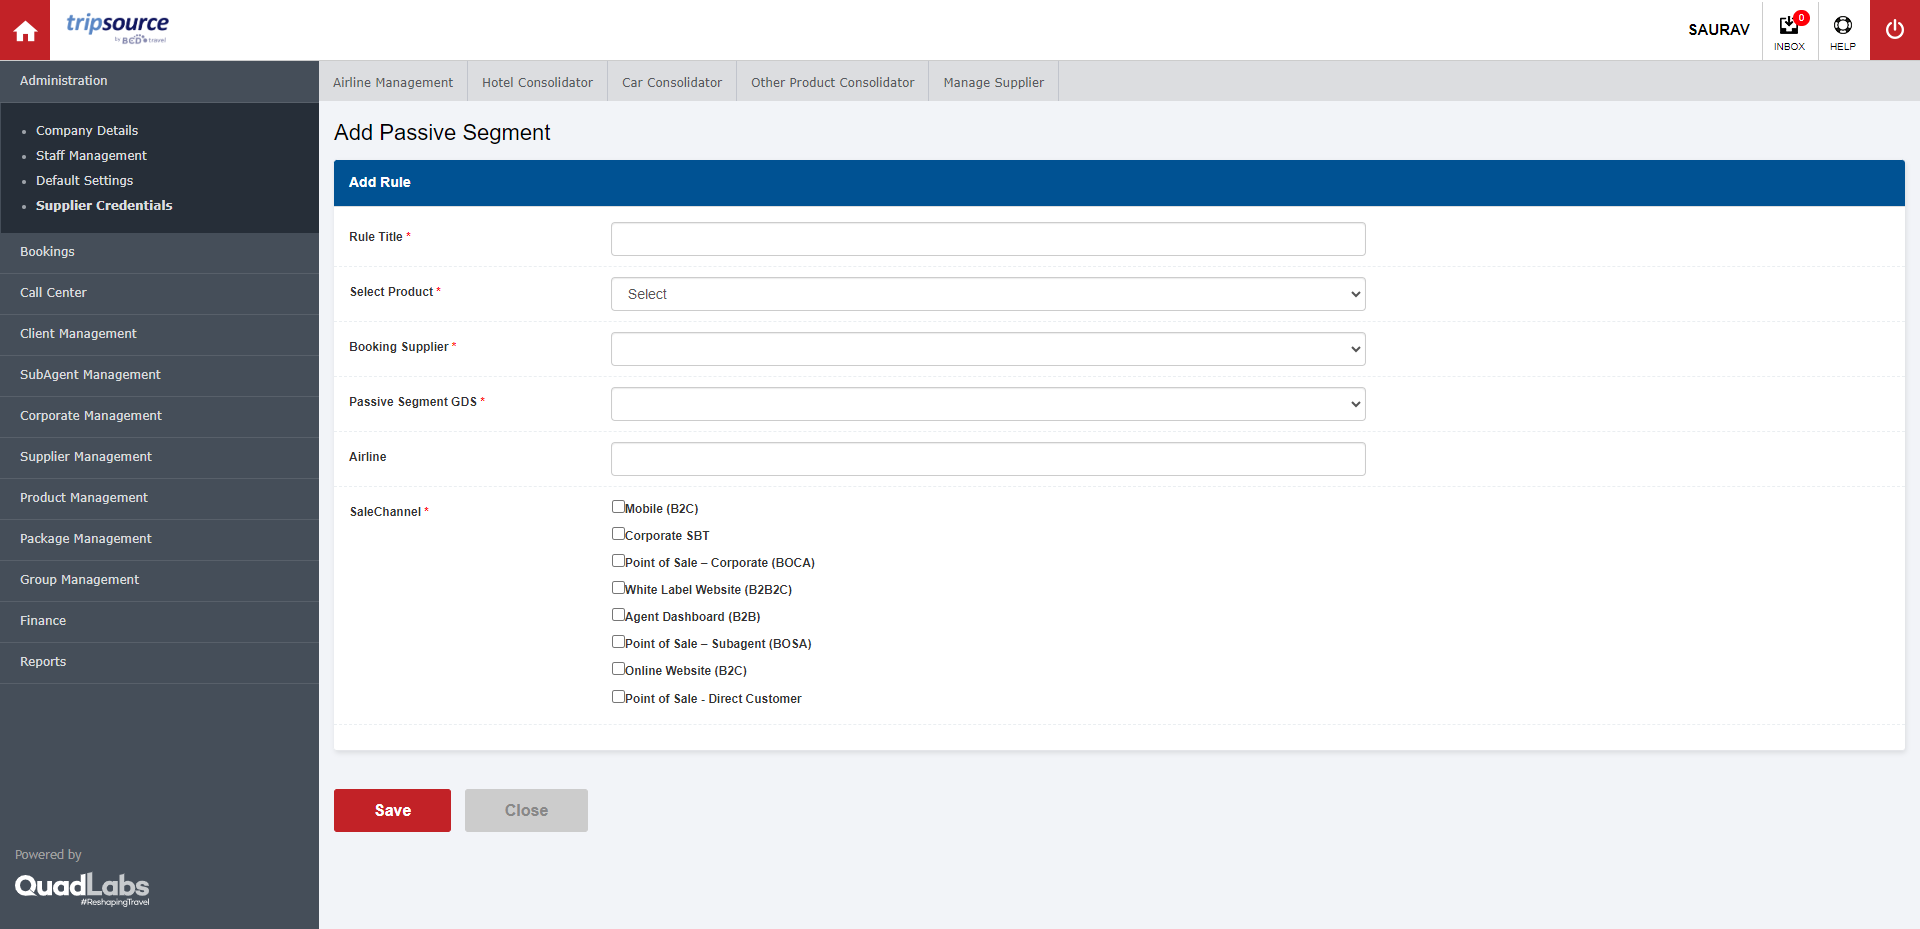 tripsource
by BCD travel
SAURAV
0
INBOX
HELP
Administration
Company Details
Staff Management
Default Settings
Supplier Credentials
Bookings
Call Center
Client Management
SubAgent Management
Corporate Management
Supplier Management
Product Management
Package Management
Group Management
Finance
Reports
Powered by
QuadLabs
#ReshapingTravel
Airline Management
Hotel Consolidator
Car Consolidator
Other Product Consolidator
Manage Supplier
Add Passive Segment
Add Rule
Rule Title *
Select Product *
Select
Booking Supplier *
Passive Segment GDS *
Airline
SaleChannel *
Mobile (B2C)
Corporate SBT
Point of Sale – Corporate (BOCA)
White Label Website (B2B2C)
Agent Dashboard (B2B)
Point of Sale – Subagent (BOSA)
Online Website (B2C)
Point of Sale - Direct Customer
Save
Close